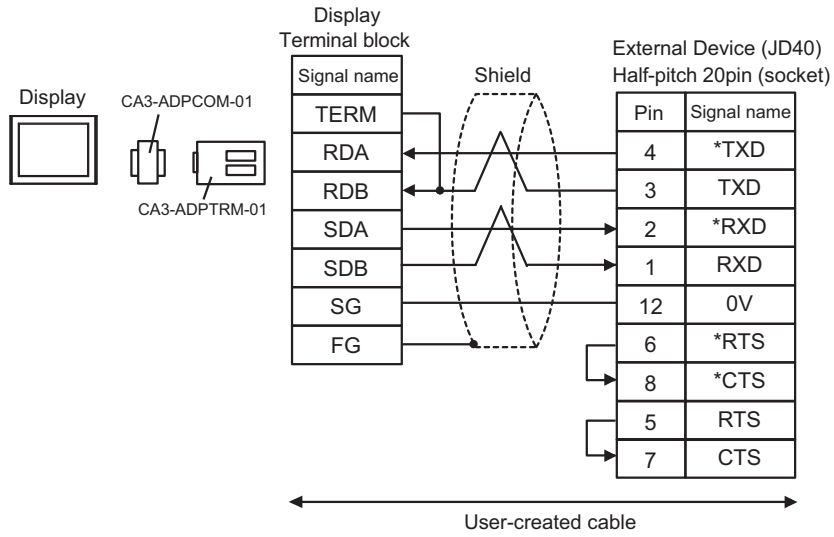 Display
Terminal block
External Device (JD40)
Half-pitch 20pin (socket)
Display
CA3-ADPCOM-01
CA3-ADPTRM-01
Shield
Signal name
TERM
RDA
RDB
SDA
SDB
SG
FG
Pin Signal name
4 *TXD
3 TXD
2 *RXD
1 RXD
12 0V
6 *RTS
8 *CTS
5 RTS
7 CTS
User-created cable